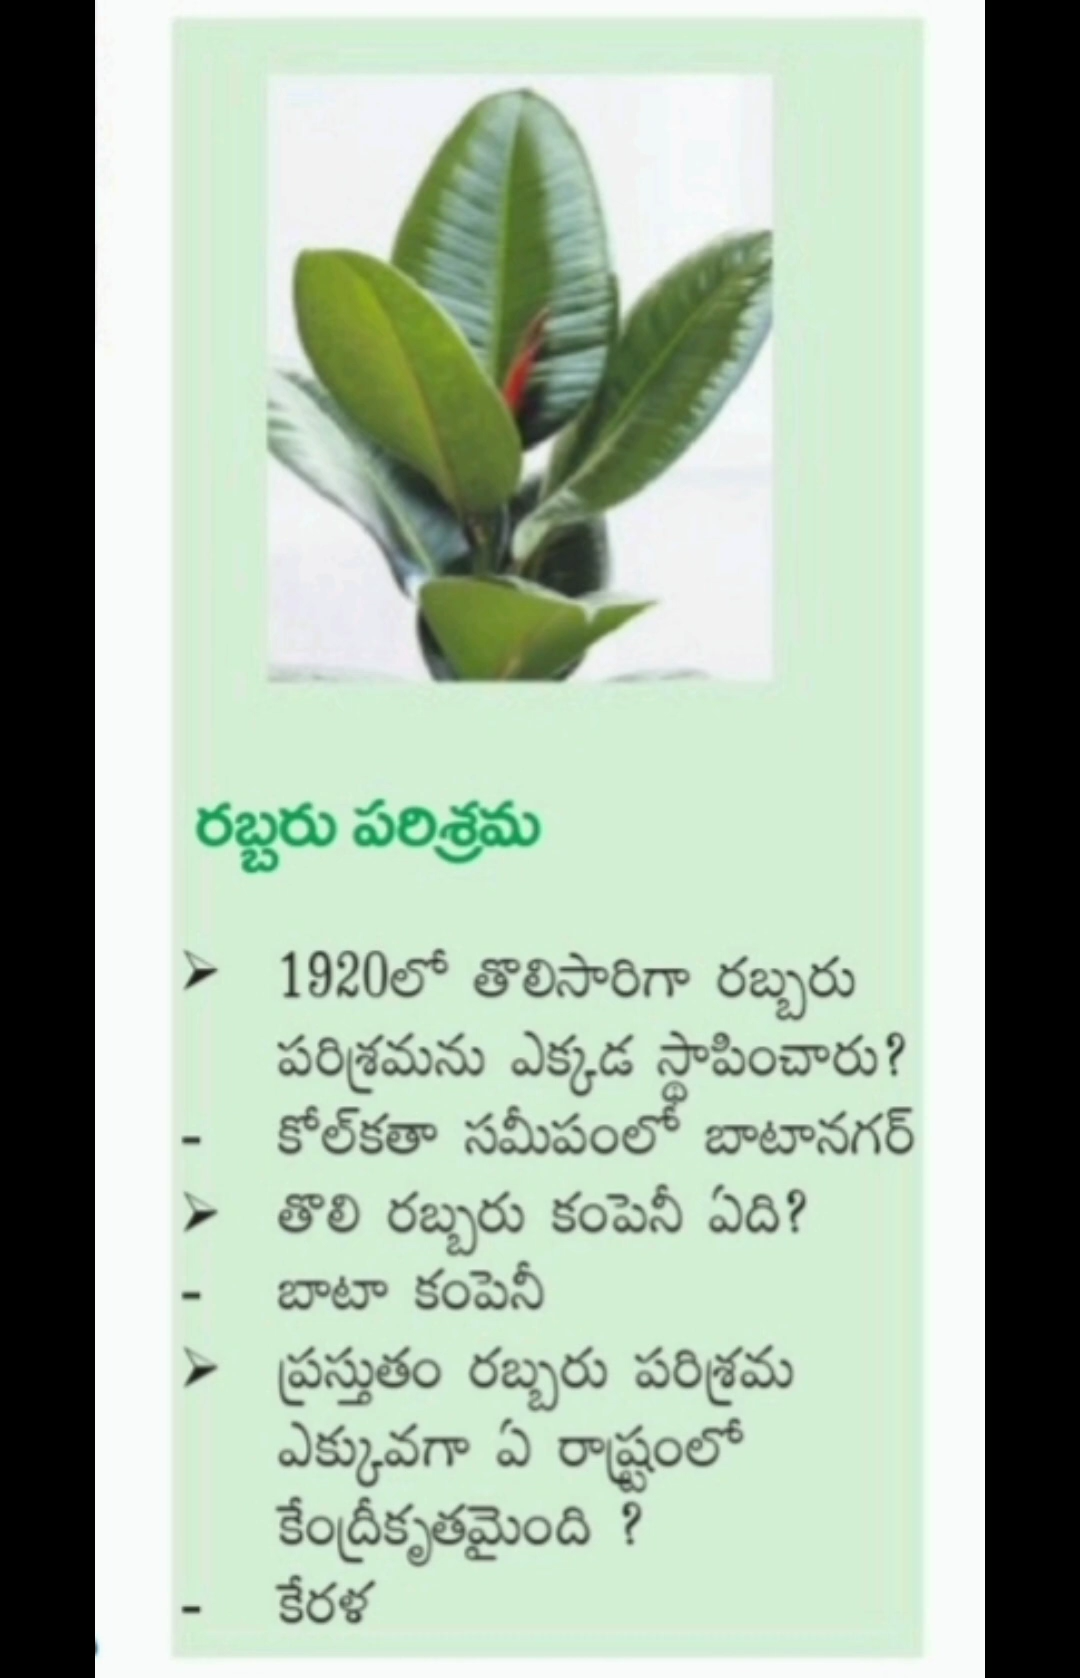 రబ్బరు పరిశ్రమ
➢ 1920లో తొలిసారిగా రబ్బరు
పరిశ్రమను ఎక్కడ స్థాపించారు?
- కోల్‌కతా సమీపంలో బాటానగర్
➢ తొలి రబ్బరు కంపెనీ ఏది?
- బాటా కంపెనీ
➢ ప్రస్తుతం రబ్బరు పరిశ్రమ
ఎక్కువగా ఏ రాష్ట్రంలో
కేంద్రీకృతమైంది ?
- కేరళ